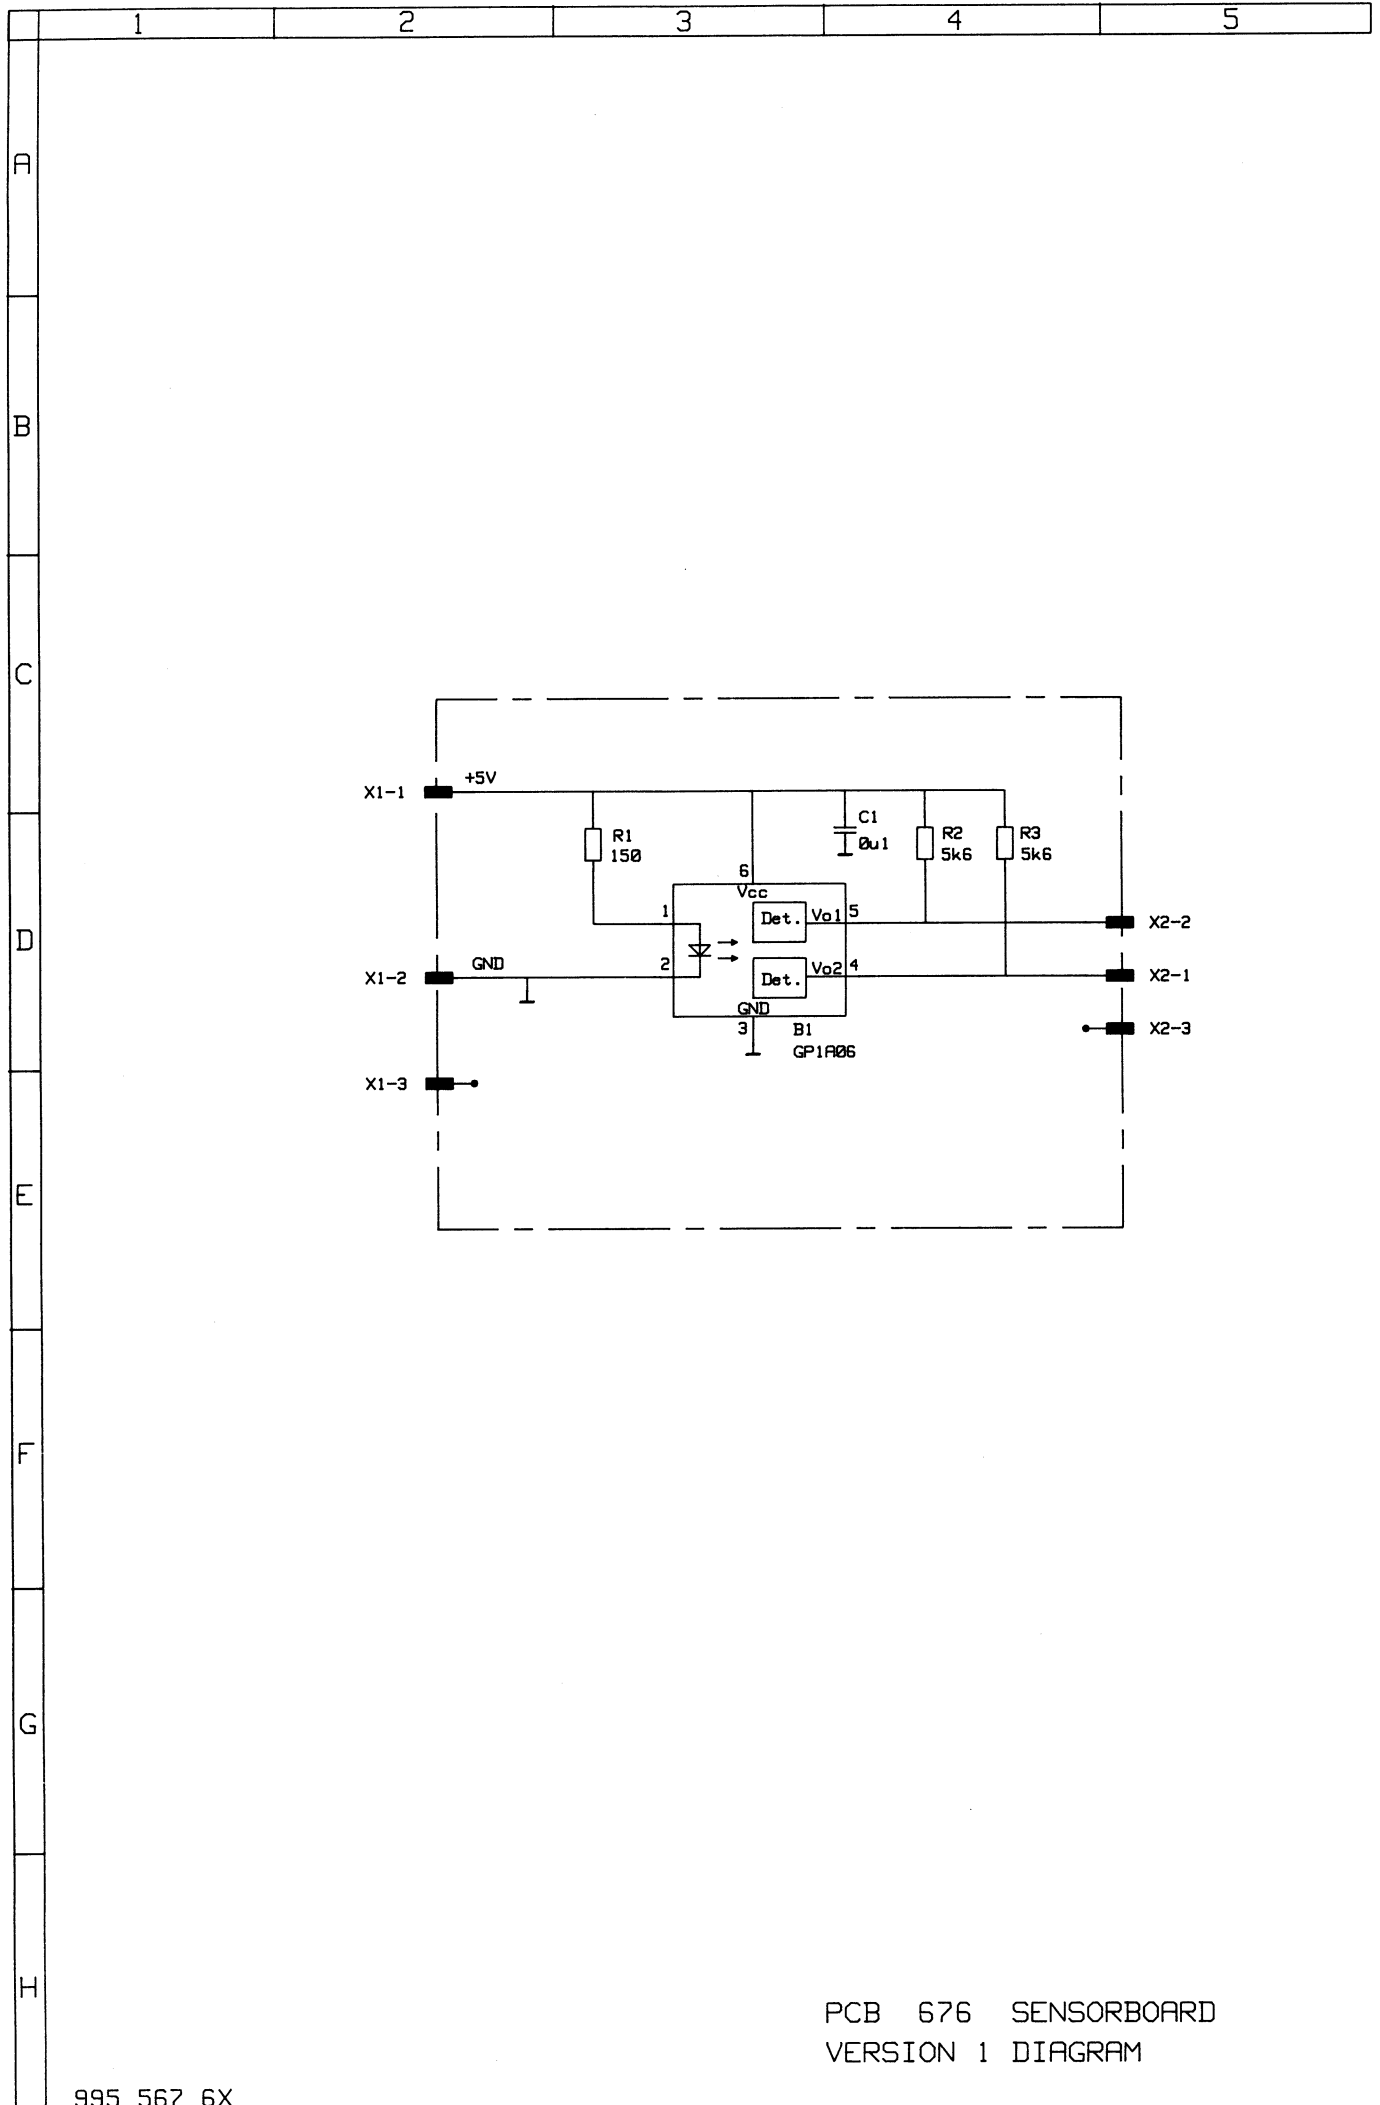 1 2 3 4 5
A
B
C
D
E
F
G
H
X1-1
+5V
R1
150
C1
0u1
R2
5k6
R3
5k6
6
Vcc
1
Det.
Vo1
5
X2-2
2
Det.
Vo2
4
X2-1
X1-2
GND
GND
3
B1
GP1A06
X2-3
X1-3
PCB 676 SENSORBOARD
VERSION 1 DIAGRAM
995 567 6X